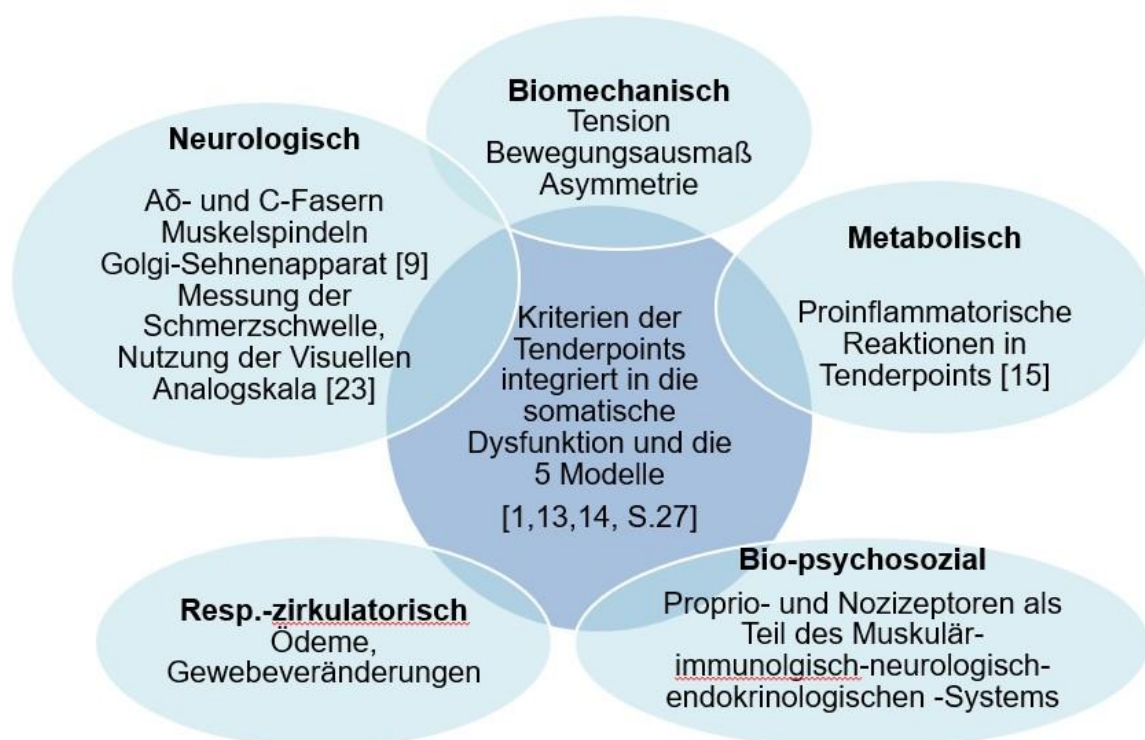 Biomechanisch
Tension
Bewegungsausmaß
Asymmetrie
Neurologisch
Aδ- und C-Fasern
Muskelspindeln
Golgi-Sehnenapparat [9]
Messung der
Schmerzschwelle,
Nutzung der Visuellen
Analogskala [23]
Metabolisch
Proinflammatorische
Reaktionen in
Tenderpoints [15]
Kriterien der
Tenderpoints
integriert in die
somatische
Dysfunktion und die
5 Modelle
[1,13,14, S.27]
Resp.-zirkulatorisch
Ödeme,
Gewebeveränderungen
Bio-psychosozial
Proprio- und Nozizeptoren als
Teil des Muskulär-
immunolgisch-neurologisch-
endokrinologischen -Systems